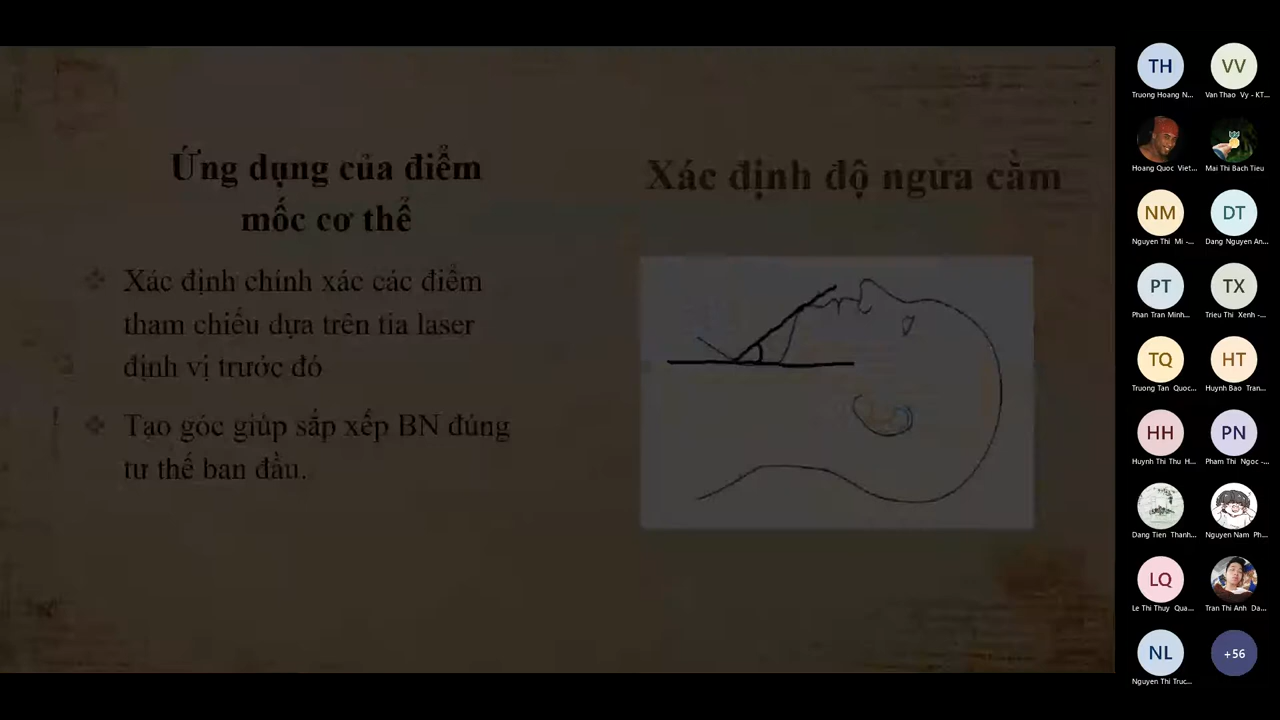 Ứng dụng của điểm
mốc cơ thể
Xác định chính xác các điểm
tham chiếu dựa trên tia laser
định vị trước đó
Tạo góc giúp sắp xếp BN đúng
tư thế ban đầu.
Xác định độ ngửa cằm
TH
VV
Truong Hoang N...
Van Thao Vy - KT...
Hoang Quoc Viet...
Mai Thi Bach Tieu
NM
DT
Nguyen Thi Mi -...
Dang Nguyen An...
PT
TX
Phan Tran Minh...
Trieu Thi Xenh -...
TQ
HT
Truong Tan Quoc...
Huynh Bao Tran...
HH
PN
Huynh Thi Thu H...
Pham Thi Ngoc -...
Dang Tien Thanh...
Nguyen Nam Ph...
LQ
Le Thi Thuy Qua...
Tran Thi Anh Da...
NL
+56
Nguyen Thi Truc...